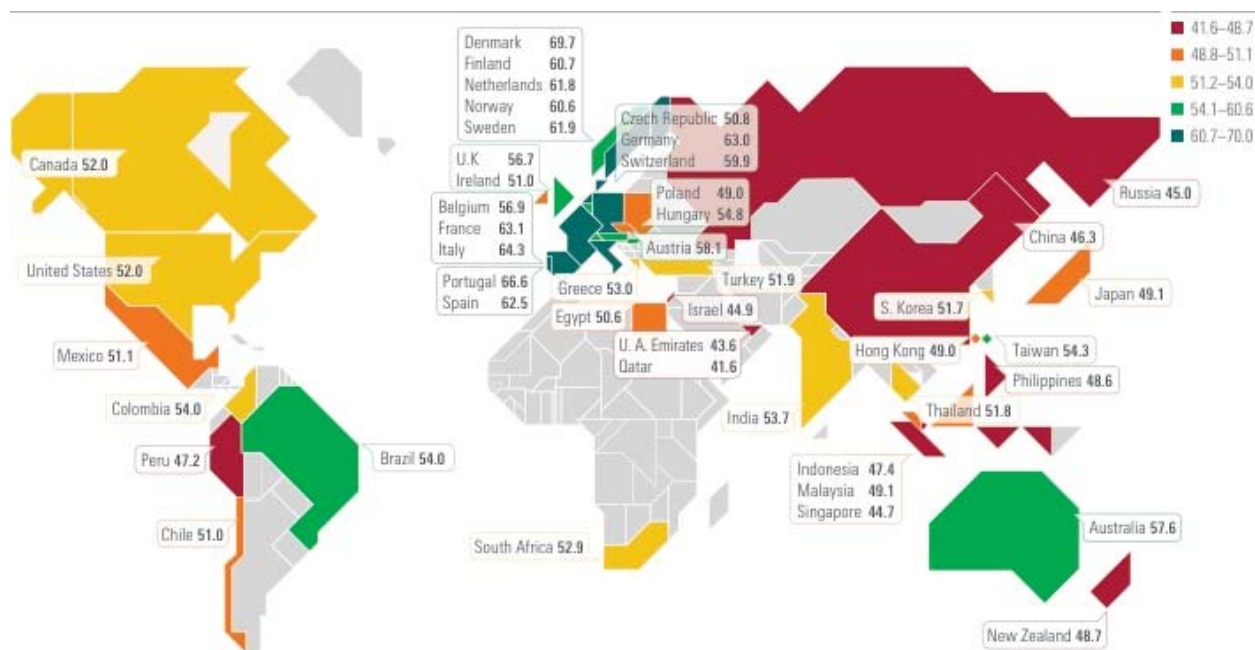 41.6–48.7
48.8–51.1
51.2–54.0
54.1–60.6
60.7–70.0
Denmark 69.7
Finland 60.7
Netherlands 61.8
Norway 60.6
Sweden 61.9
Czech Republic 50.8
Germany 63.0
Switzerland 59.9
U.K 56.7
Ireland 51.0
Canada 52.0
Poland 49.0
Hungary 54.8
Russia 45.0
Belgium 56.9
France 63.1
Italy 64.3
Austria 58.1
China 46.3
United States 52.0
Portugal 66.6
Spain 62.5
Greece 53.0
Turkey 51.9
Japan 49.1
Egypt 50.6
Israel 44.9
S. Korea 51.7
Mexico 51.1
U. A. Emirates 43.6
Qatar 41.6
Hong Kong 49.0
Taiwan 54.3
Philippines 48.6
Colombia 54.0
India 53.7
Thailand 51.8
Peru 47.2
Brazil 54.0
Indonesia 47.4
Malaysia 49.1
Singapore 44.7
Chile 51.0
South Africa 52.9
Australia 57.6
New Zealand 48.7